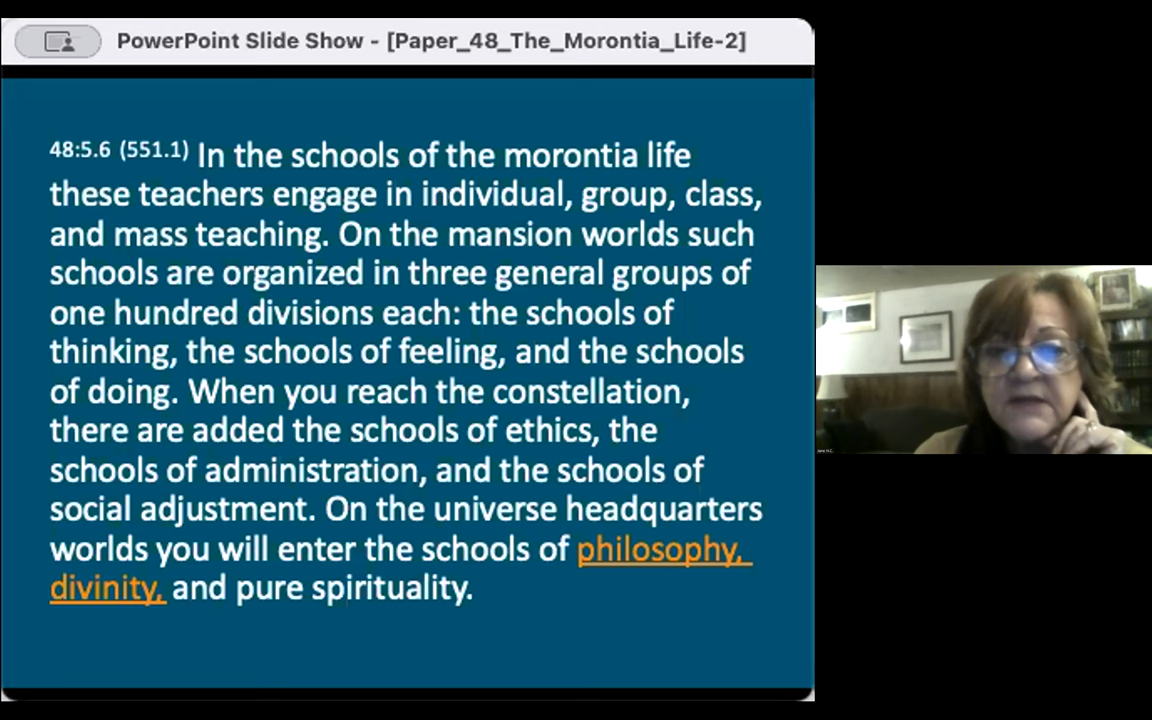 PowerPoint Slide Show - [Paper_48_The_Morontia_Life-2]
48:5.6 (551.1) In the schools of the morontia life
these teachers engage in individual, group, class,
and mass teaching. On the mansion worlds such
schools are organized in three general groups of
one hundred divisions each: the schools of
thinking, the schools of feeling, and the schools
of doing. When you reach the constellation,
there are added the schools of ethics, the
schools of administration, and the schools of
social adjustment. On the universe headquarters
worlds you will enter the schools of philosophy,
divinity, and pure spirituality.